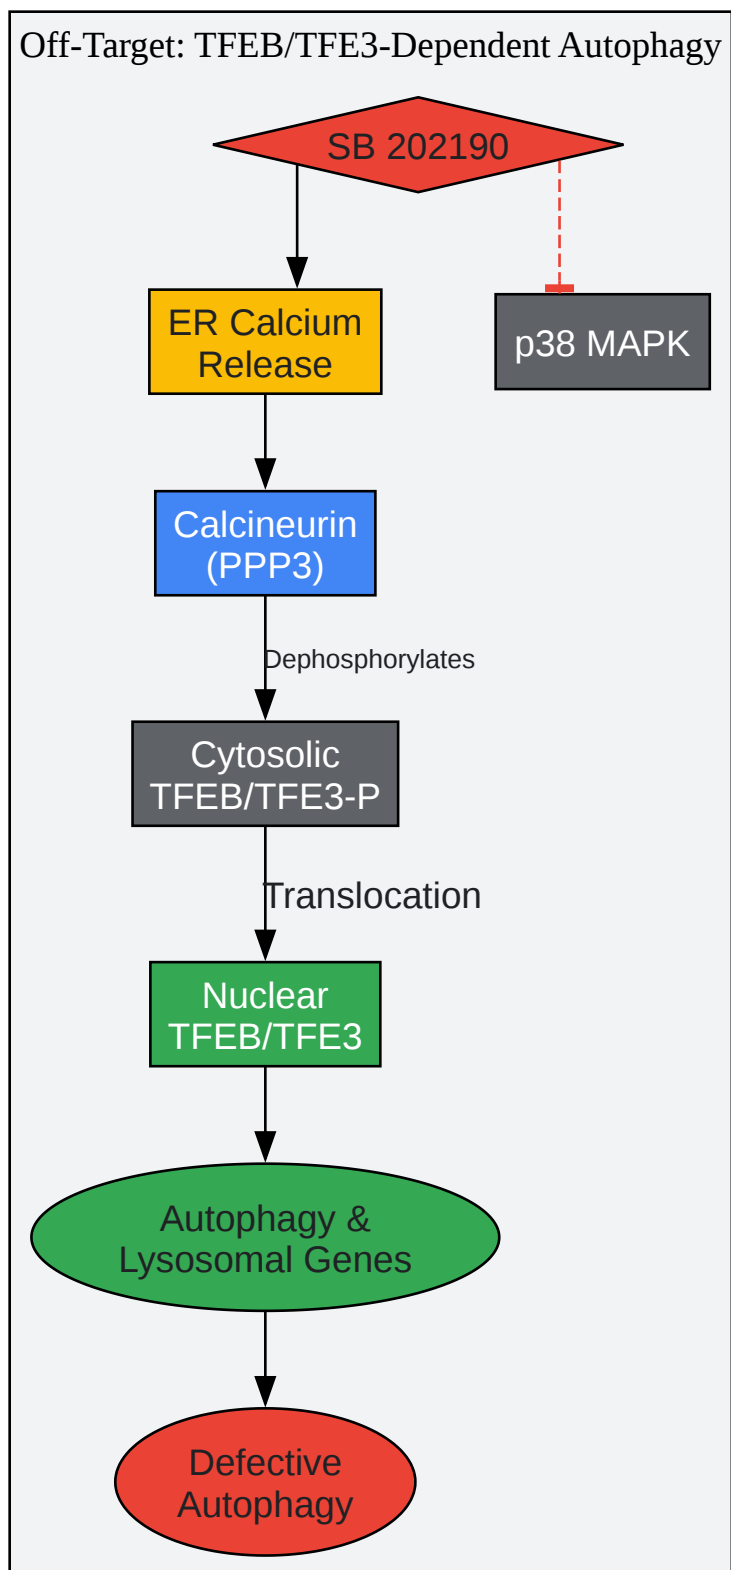 Off-Target: TFEB/TFE3-Dependent Autophagy
SB 202190
ER Calcium
Release
p38 MAPK
Calcineurin
(PPP3)
Dephosphorylates
Cytosolic
TFEB/TFE3-P
Translocation
Nuclear
TFEB/TFE3
Autophagy &
Lysosomal Genes
Defective
Autophagy